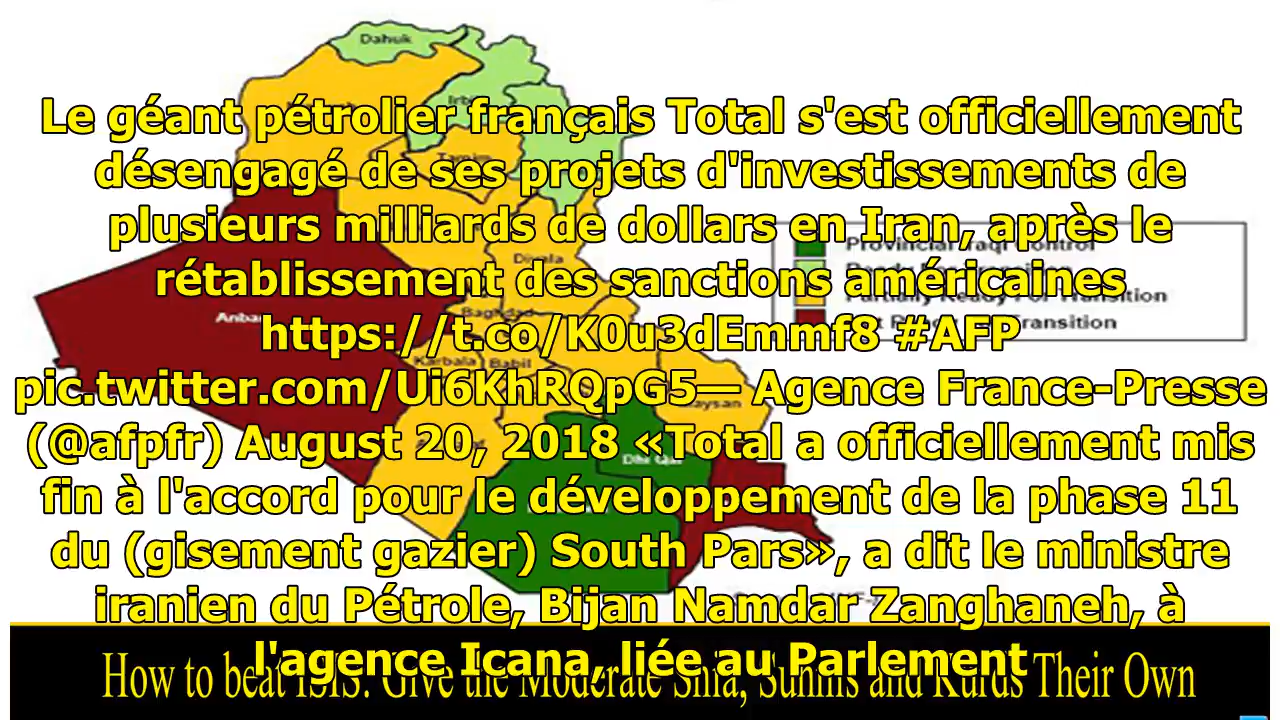 Dahuk
Le géant pétrolier français Total s'est officiellement
désengagé de ses projets d'investissements de
plusieurs milliards de dollars en Iran, après le
rétablissement des sanctions américaines
https://t.co/K0u3dEmmf8 #AFP
pic.twitter.com/Ui6KhRQpG5— Agence France-Presse
(@afpfr) August 20, 2018 «Total a officiellement mis
fin à l'accord pour le développement de la phase 11
du (gisement gazier) South Pars», a dit le ministre
iranien du Pétrole, Bijan Namdar Zanghaneh, à
l'agence Icana, liée au Parlement
Provincial Iraqi Control
Partially Ready For Transition
Transition
Diyala
Baghdad
Karbala
Babil
How to beat ISIS: Give the Moderate Shia, Sunnis and Kurds Their Own